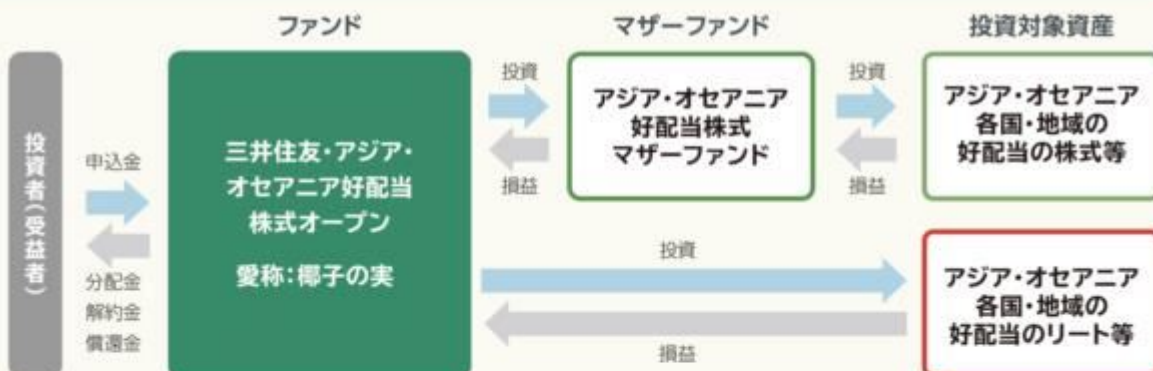 ファンド
マザーファンド
投資対象資産
投資者(受益者)
申込金
分配金
解約金
償還金
三井住友・アジア・
オセアニア好配当
株式オープン
愛称:椰子の実
投資
損益
アジア・オセアニア
好配当株式
マザーファンド
投資
損益
アジア・オセアニア
各国・地域の
好配当の株式等
投資
損益
アジア・オセアニア
各国・地域の
好配当のリート等